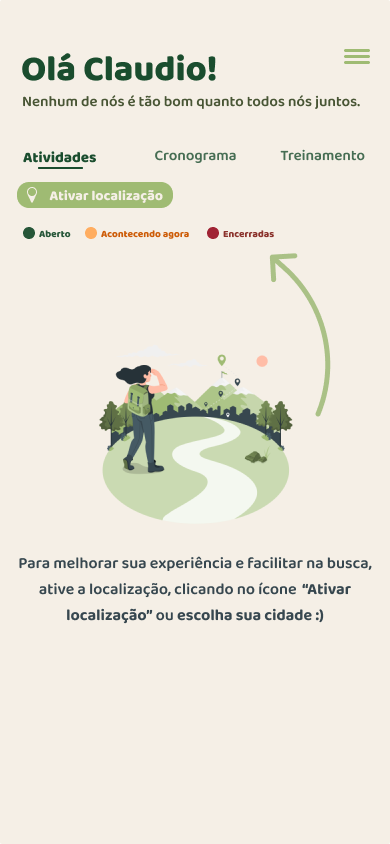 Olá Claudio!
Nenhum de nós é tão bom quanto todos nós juntos.
Atividades Cronograma Treinamento
Ativar localização
Aberto Acontecendo agora Encerradas
Para melhorar sua experiência e facilitar na busca,
ative a localização, clicando no ícone “Ativar
localização” ou escolha sua cidade :)